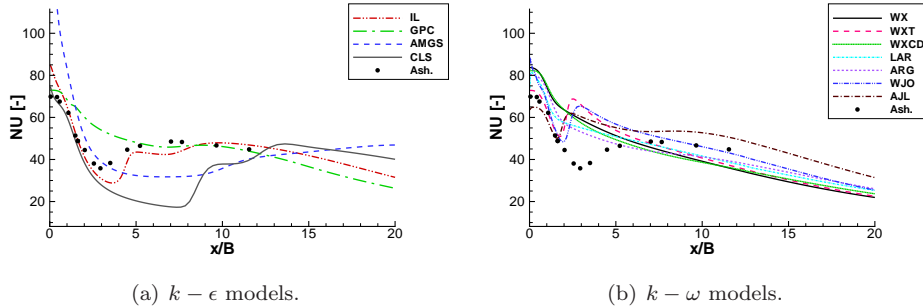 NU [-]
100
80
60
40
20
0
5
10
15
20
x/B
IL
GPC
AMGS
CLS
Ash.
(a) k − ϵ models.
NU [-]
100
80
60
40
20
0
5
10
15
20
x/B
WX
WXT
WXCD
LAR
ARG
WJO
AJL
Ash.
(b) k − ω models.